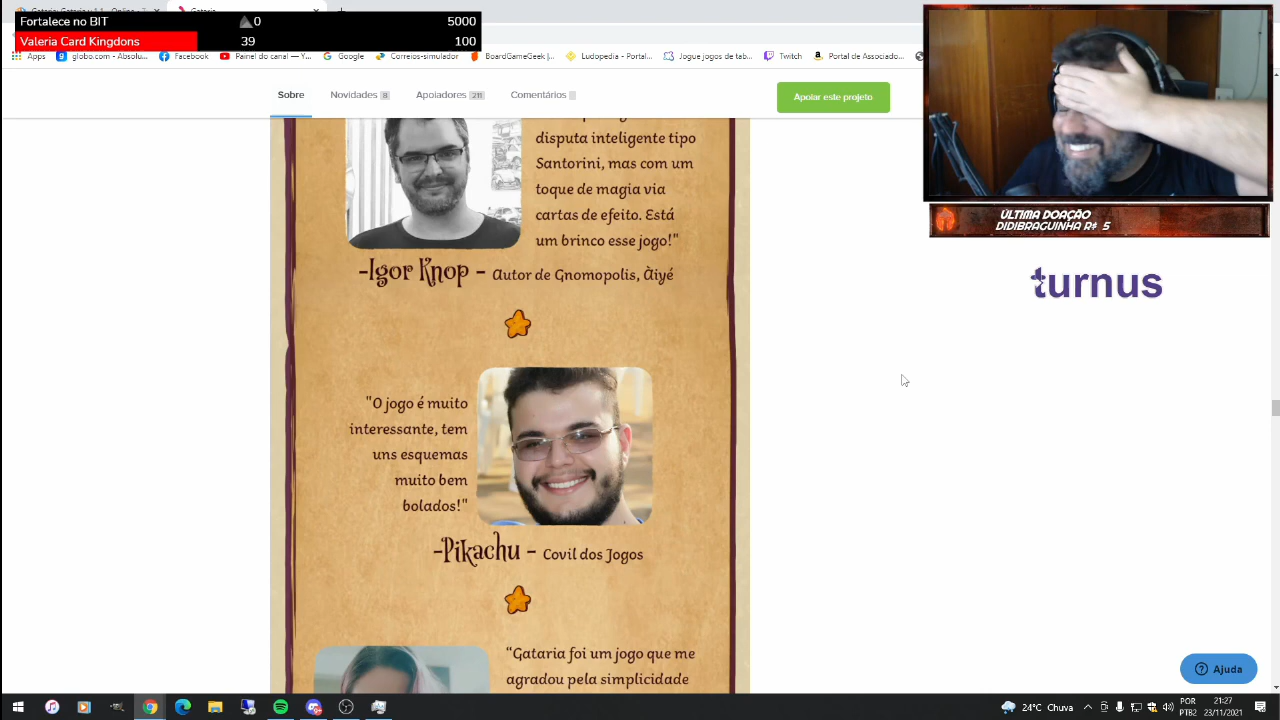 Fortalece no BIT 0 5000
Valeria Card Kingdons 39 100
Apps globo.com - Absolu... Facebook Painel do canal — Y... Google Correios-simulador BoardGameGeek |... Ludopedia - Portal... Jogue jogos de tab... Twitch Portal de Associado...
Sobre Novidades 8 Apoiadores 211 Comentários
Apoiar este projeto
disputa inteligente tipo
Santorini, mas com um
toque de magia via
cartas de efeito. Está
um brinco esse jogo!"
-Igor Knop - Autor de Gnomopolis, Àiyé
"O jogo é muito
interessante, tem
uns esquemas
muito bem
bolados!"
-Pikachu - Covil dos Jogos
“Gataria foi um jogo que me
agradou pela simplicidade
ÚLTIMA DOAÇÃO
DIDIBRAGUINHA R$ 5
turnus
Ajuda
24°C Chuva
POR
PTB2
21:27
23/11/2021